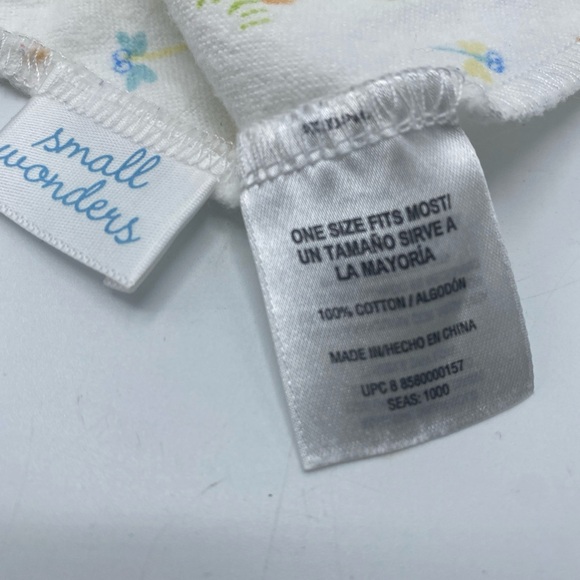 small
wonders
ONE SIZE FITS MOST/
UN TAMAÑO SIRVE A
LA MAYORÍA
100% COTTON / ALGODÓN
MADE IN/HECHO EN CHINA
UPC 8 8580000157
SEAS: 1000